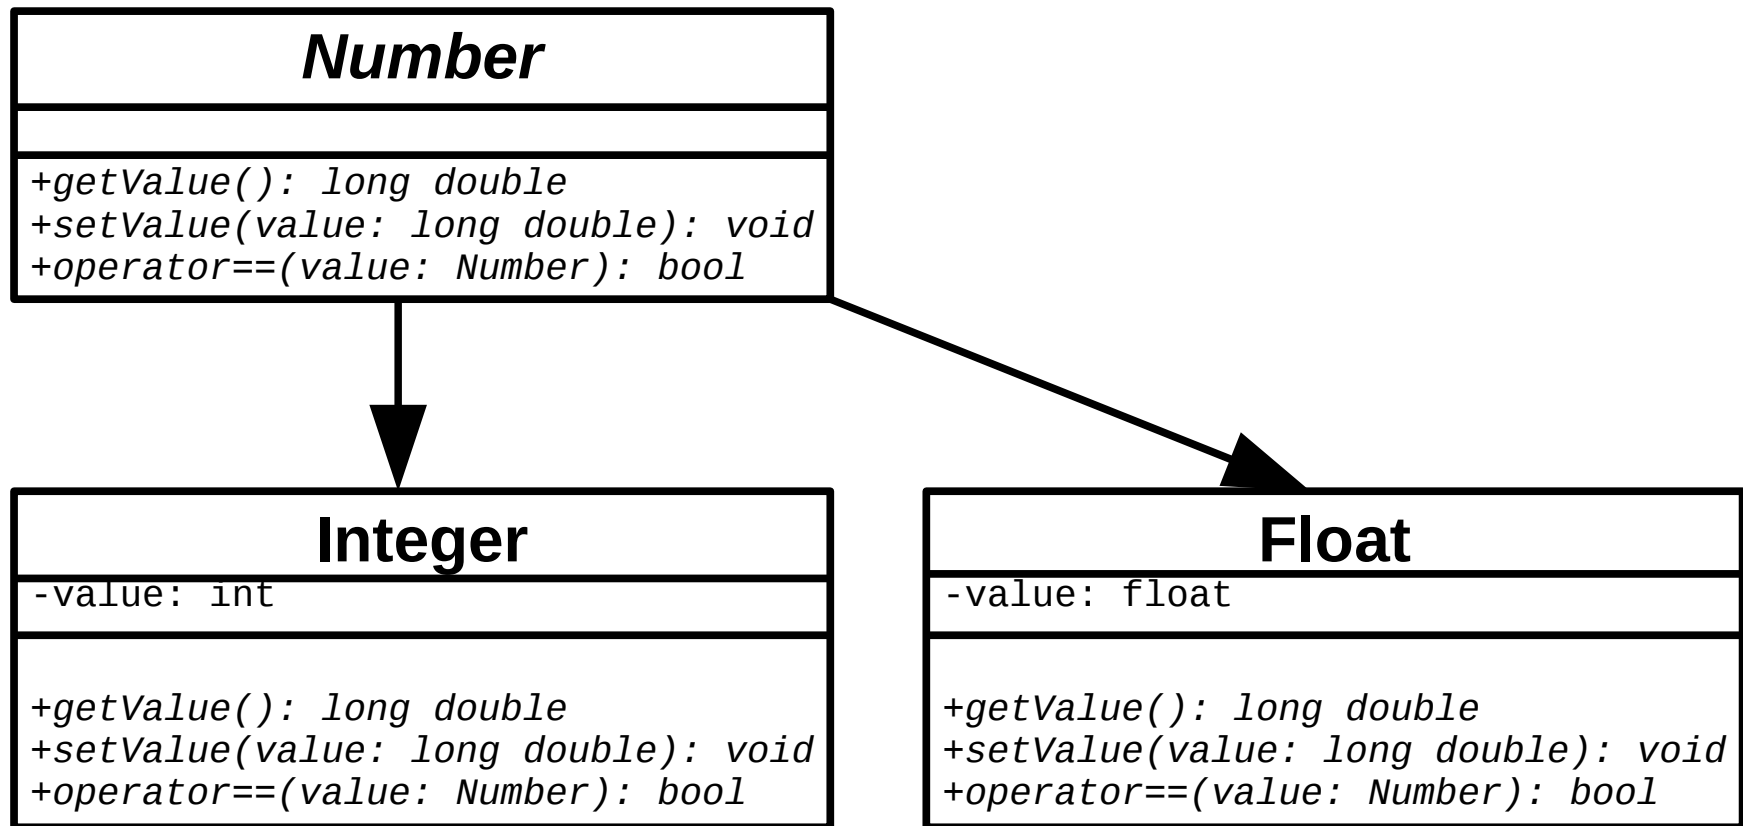 Number
+getValue(): long double
+setValue(value: long double): void
+operator==(value: Number): bool
Integer
-value: int
+getValue(): long double
+setValue(value: long double): void
+operator==(value: Number): bool
Float
-value: float
+getValue(): long double
+setValue(value: long double): void
+operator==(value: Number): bool